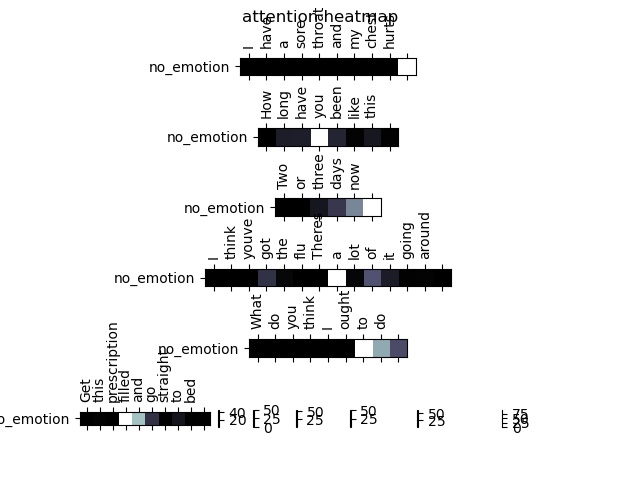 attention heatmap
I have a sore throat and my chest hurts
no_emotion
How long have you been like this
no_emotion
Two or three days now
no_emotion
I think youve got the flu Theres a lot of it going around
no_emotion
What do you think I ought to do
no_emotion
Get this prescription filled and go straight to bed
o_emotion
40 50 50 50 50 75
20 25 25 25 25 50
0 25
0